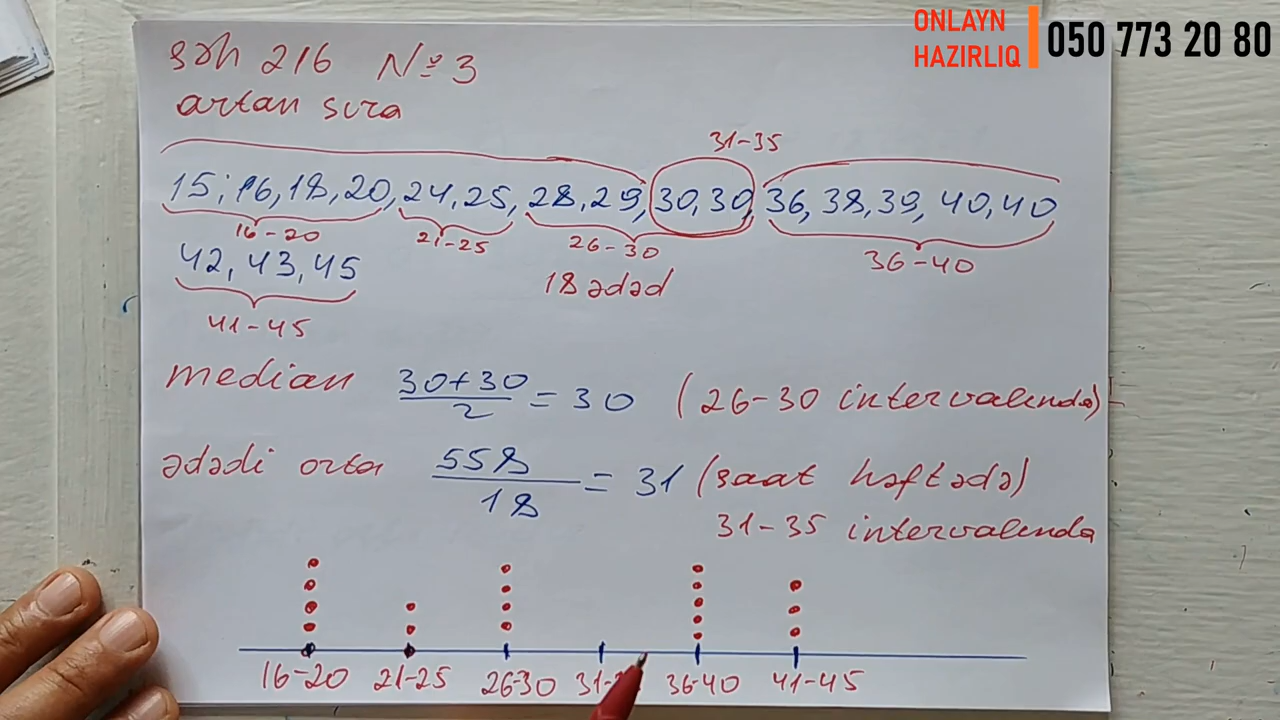 ONLAYN
HAZIRLIQ
050 773 20 80
səh 216 №3
artan sıra
31-35
15; 16, 18, 20, 24, 25, 28, 29, 30, 30, 36, 38, 39, 40, 40
16-20 21-25 26-30 36-40
42, 43, 45
18 ədəd
41-45
median 30+30/2 = 30 (26-30 intervalında)
ədədi orta 558/18 = 31 (saat həftədə)
31-35 intervalında
16-20 21-25 26-30 31- 36-40 41-45